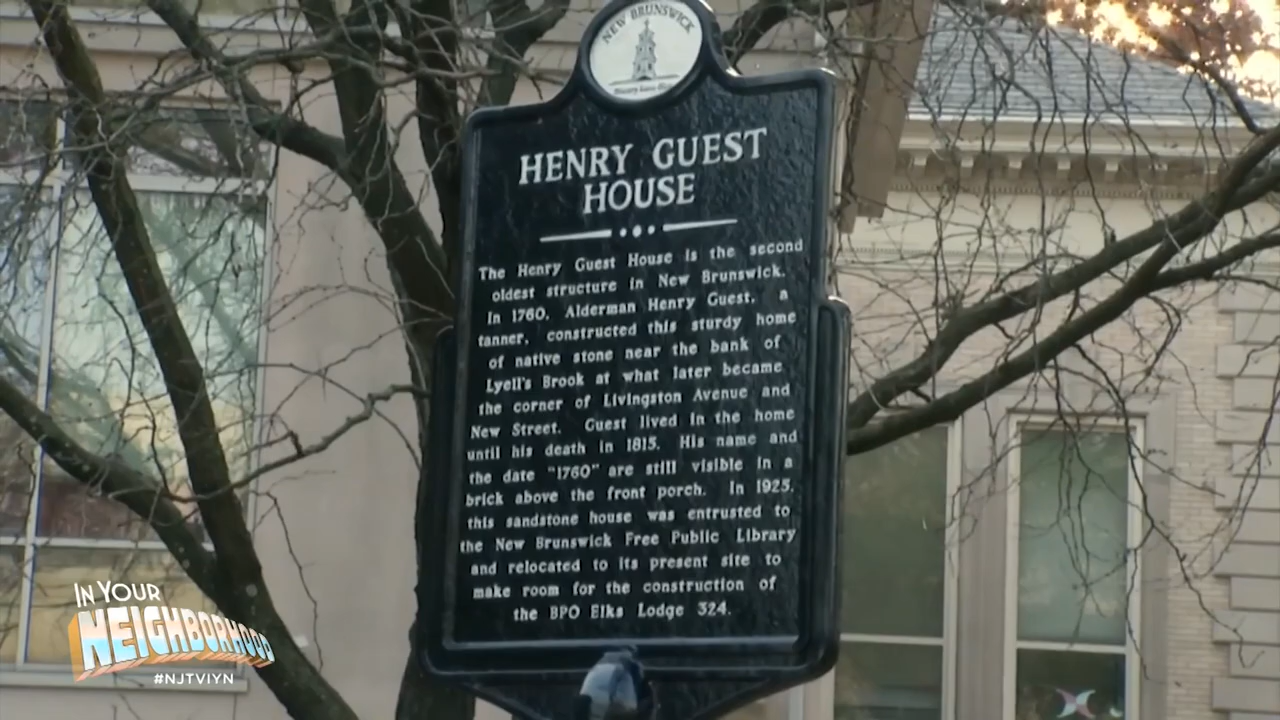 NEW BRUNSWICK
HENRY GUEST
HOUSE
The Henry Guest House is the second
oldest structure in New Brunswick.
In 1760, Alderman Henry Guest, a
tanner, constructed this sturdy home
of native stone near the bank of
Lyell's Brook at what later became
the corner of Livingston Avenue and
New Street. Guest lived in the home
until his death in 1815. His name and
the date "1760" are still visible in a
brick above the front porch. In 1925,
this sandstone house was entrusted to
the New Brunswick Free Public Library
and relocated to its present site to
make room for the construction of
the BPO Elks Lodge 324.
IN YOUR
NEIGHBORHOOD
#NJTVIYN